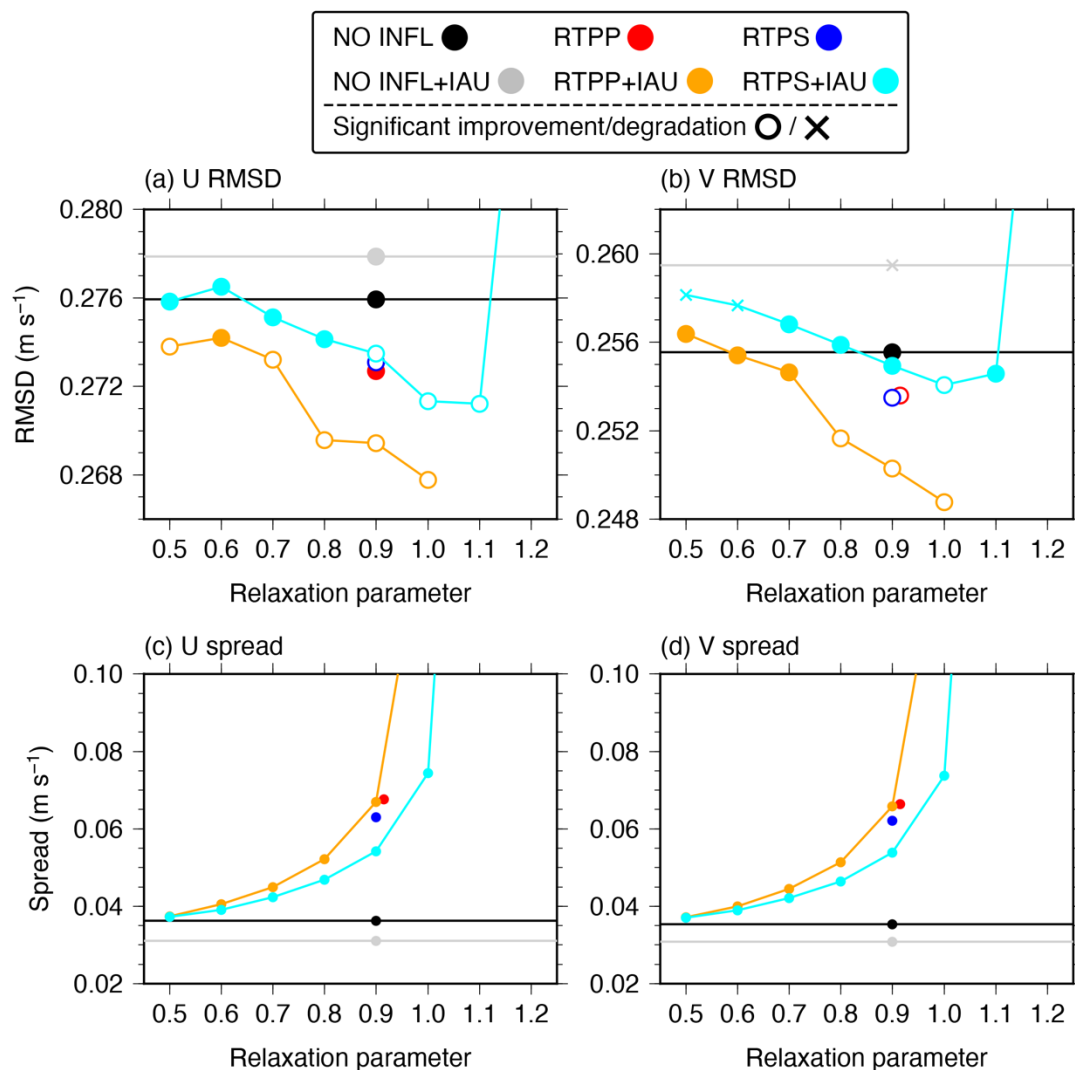 NO INFL RTPP RTPS
NO INFL+IAU RTPP+IAU RTPS+IAU
Significant improvement/degradation /
(a) U RMSD
(b) V RMSD
0.280
0.276
0.272
0.268
RMSD (m s⁻¹)
0.260
0.256
0.252
0.248
0.5 0.6 0.7 0.8 0.9 1.0 1.1 1.2
0.5 0.6 0.7 0.8 0.9 1.0 1.1 1.2
Relaxation parameter
Relaxation parameter
(c) U spread
(d) V spread
0.10
0.08
0.06
0.04
0.02
Spread (m s⁻¹)
0.10
0.08
0.06
0.04
0.02
0.5 0.6 0.7 0.8 0.9 1.0 1.1 1.2
0.5 0.6 0.7 0.8 0.9 1.0 1.1 1.2
Relaxation parameter
Relaxation parameter